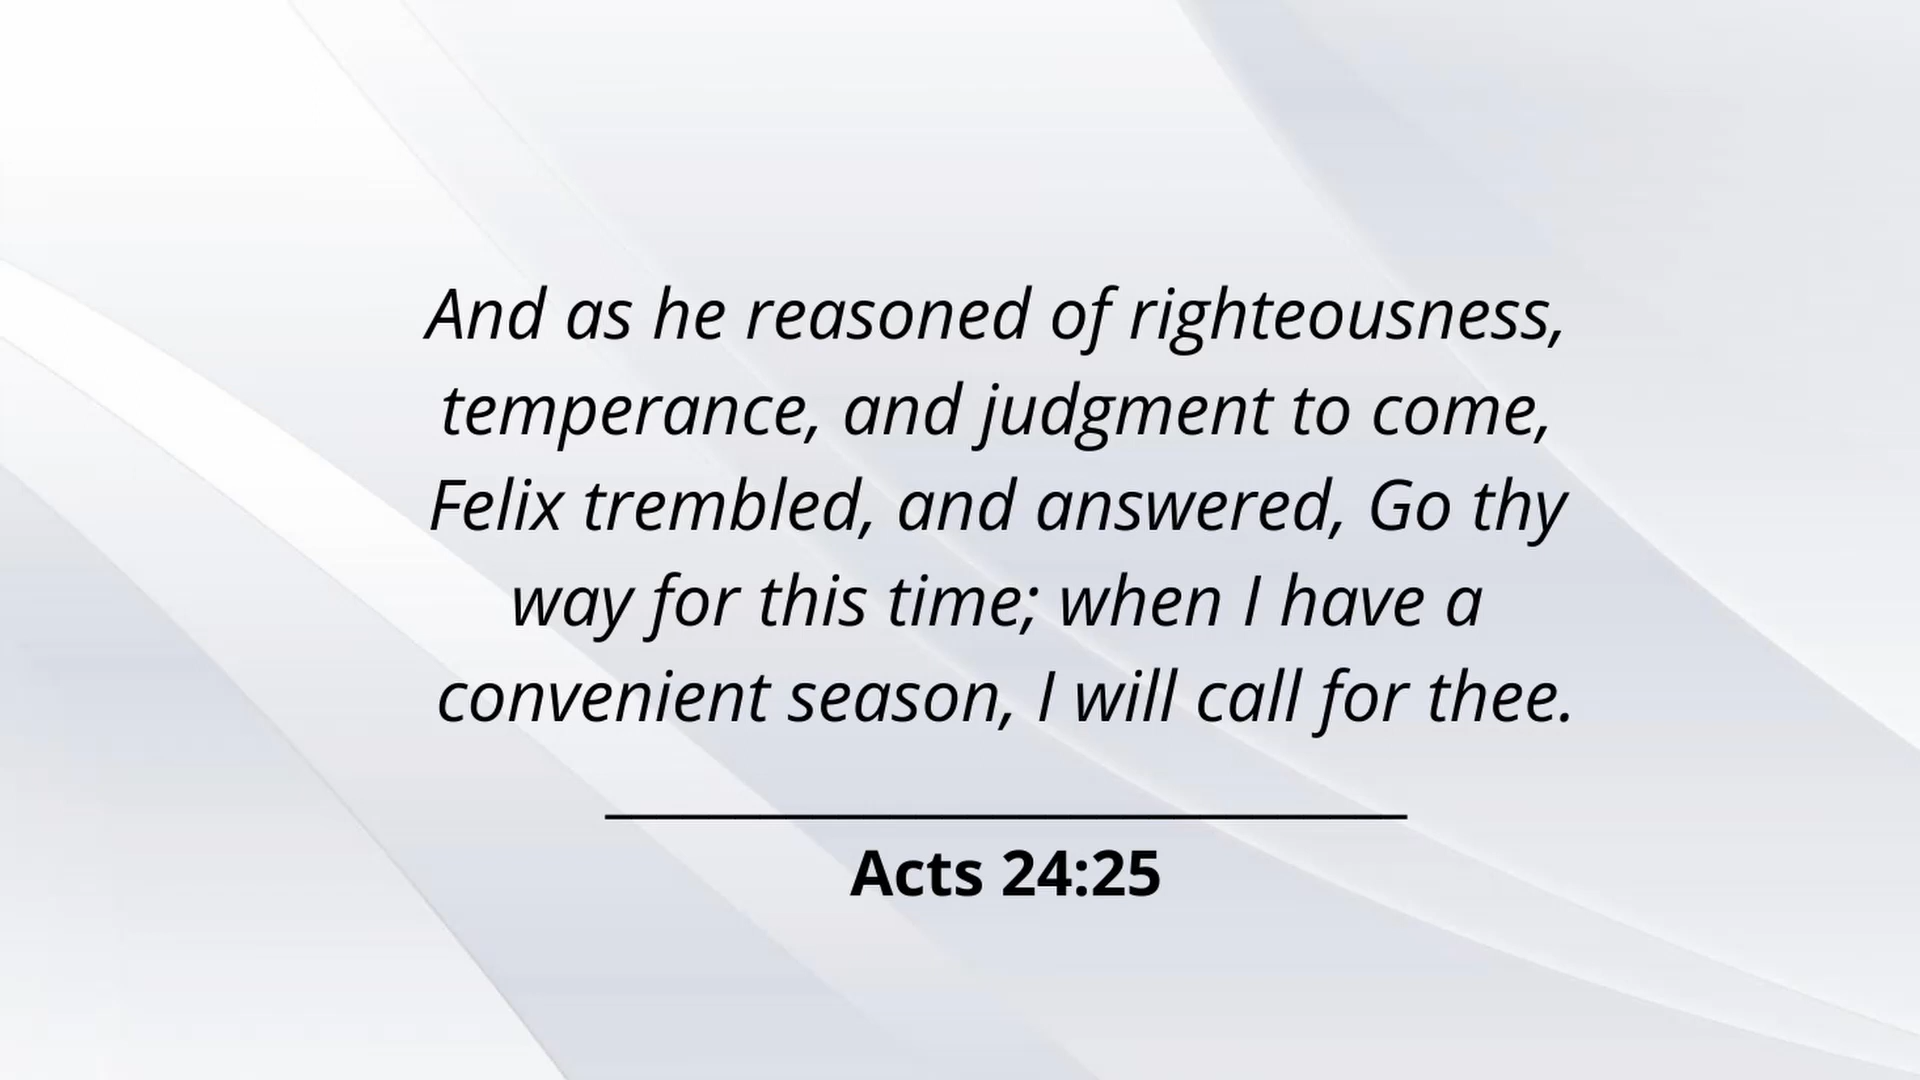 And as he reasoned of righteousness,
temperance, and judgment to come,
Felix trembled, and answered, Go thy
way for this time; when I have a
convenient season, I will call for thee.
Acts 24:25